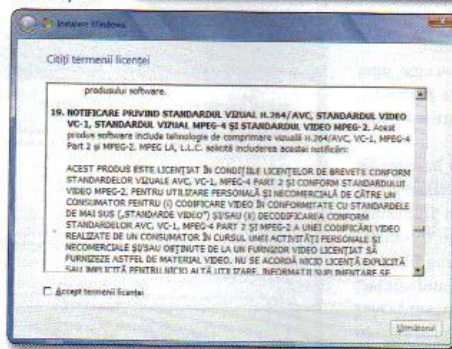 Instalare Windows
Citiți termenii licenței
produsului software.
19. NOTIFICARE PRIVIND STANDARDUL VIZUAL H.264/AVC, STANDARDUL VIDEO
VC-1, STANDARDUL VIZUAL MPEG-4 ȘI STANDARDUL VIDEO MPEG-2. Acest
produs software include tehnologie de comprimare vizuală H.264/AVC, VC-1, MPEG-4
Part 2 și MPEG-2. MPEG LA, L.L.C. solicită includerea acestei notificări:
ACEST PRODUS ESTE LICENȚIAT ÎN CONDIȚIILE LICENȚELOR DE BREVETE CONFORM
STANDARDELOR VIZUALE AVC, VC-1, MPEG-4 PART 2 ȘI CONFORM STANDARDULUI
VIDEO MPEG-2, PENTRU UTILIZARE PERSONALĂ ȘI NECOMERCIALĂ DE CĂTRE UN
CONSUMATOR PENTRU (i) CODIFICARE VIDEO ÎN CONFORMITATE CU STANDARDELE
DE MAI SUS („STANDARDE VIDEO") ȘI/SAU (ii) DECODIFICAREA CONFORM
STANDARDELOR AVC, VC-1, MPEG-4 PART 2 ȘI MPEG-2 A UNEI CODIFICĂRI VIDEO
REALIZATE DE UN CONSUMATOR ÎN CURSUL UNEI ACTIVITĂȚI PERSONALE ȘI
NECOMERCIALE ȘI/SAU OBȚINUTE DE LA UN FURNIZOR VIDEO LICENȚIAT SĂ
FURNIZEZE ASTFEL DE MATERIAL VIDEO. NU SE ACORDĂ NICIO LICENȚĂ EXPLICITĂ
SAU IMPLICITĂ PENTRU NICIO ALTĂ UTILIZARE. INFORMAȚII SUPLIMENTARE SE
Accept termenii licenței
Următorul